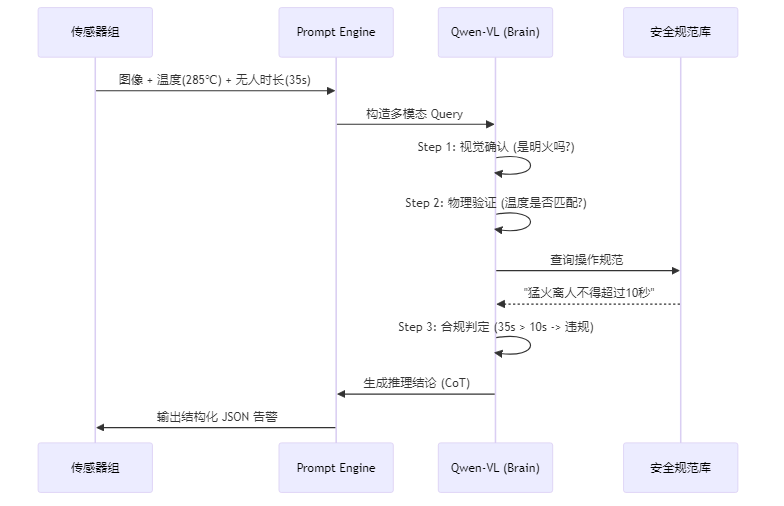 传感器组
Prompt Engine
Qwen-VL (Brain)
安全规范库
图像 + 温度(285℃) + 无人时长(35s)
构造多模态 Query
Step 1: 视觉确认 (是明火吗?)
Step 2: 物理验证 (温度是否匹配?)
查询操作规范
"猛火离人不得超过10秒"
Step 3: 合规判定 (35s > 10s -> 违规)
生成推理结论 (CoT)
输出结构化 JSON 告警
传感器组
Prompt Engine
Qwen-VL (Brain)
安全规范库